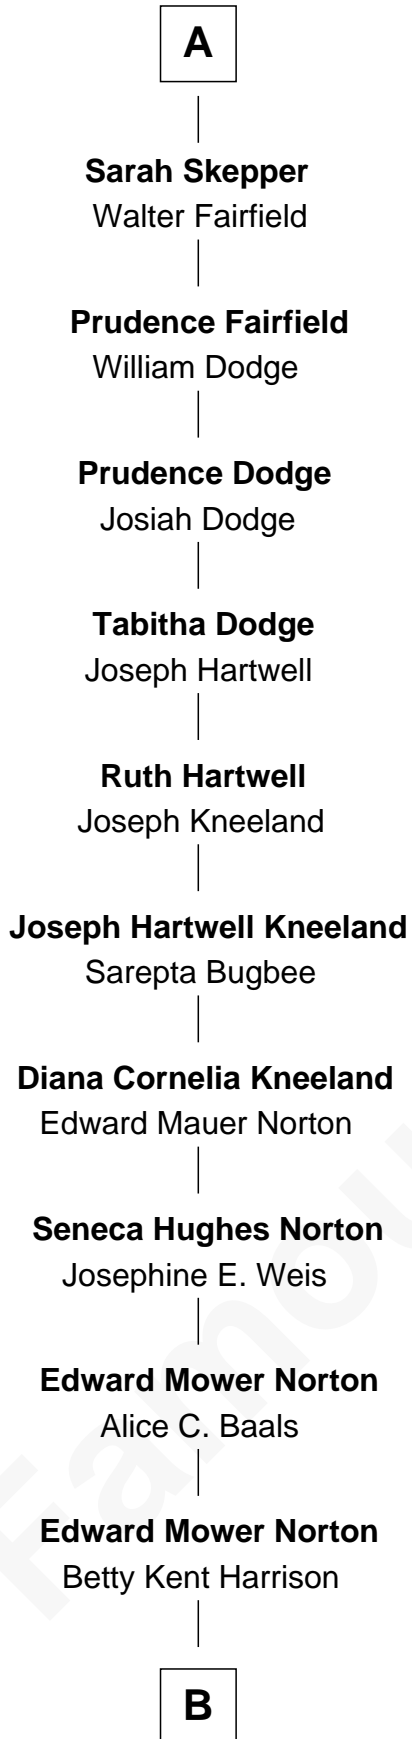 A
Sarah Skepper
Walter Fairfield
Prudence Fairfield
William Dodge
Prudence Dodge
Josiah Dodge
Tabitha Dodge
Joseph Hartwell
Ruth Hartwell
Joseph Kneeland
Joseph Hartwell Kneeland
Sarepta Bugbee
Diana Cornelia Kneeland
Edward Mauer Norton
Seneca Hughes Norton
Josephine E. Weis
Edward Mower Norton
Alice C. Baals
Edward Mower Norton
Betty Kent Harrison
B
Famou